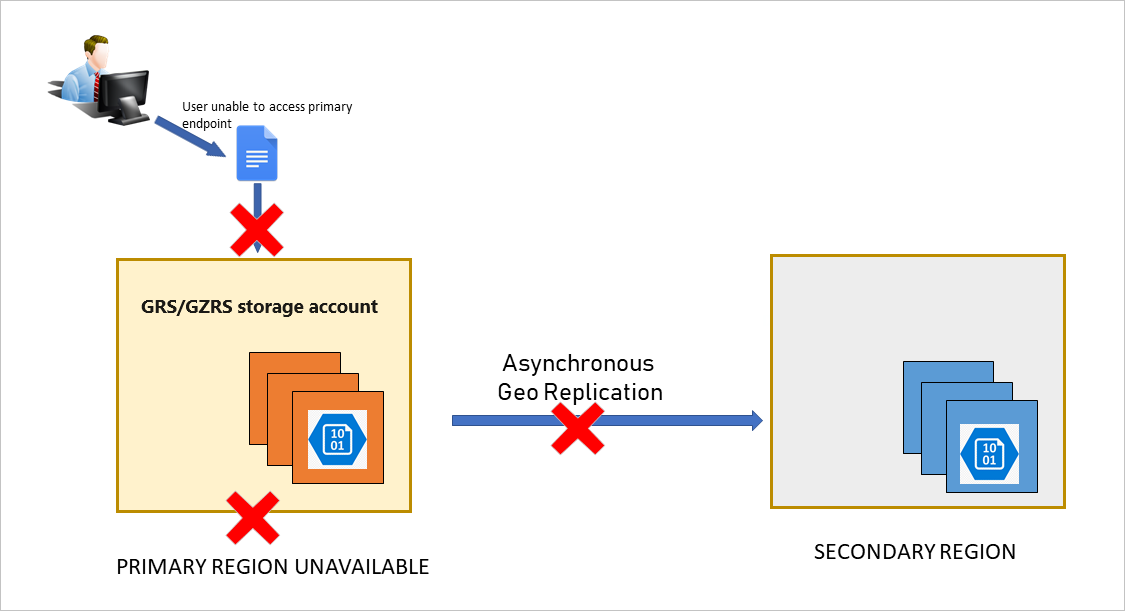 User unable to access primary
endpoint
GRS/GZRS storage account
10
01
Asynchronous
Geo Replication
10
01
PRIMARY REGION UNAVAILABLE
SECONDARY REGION